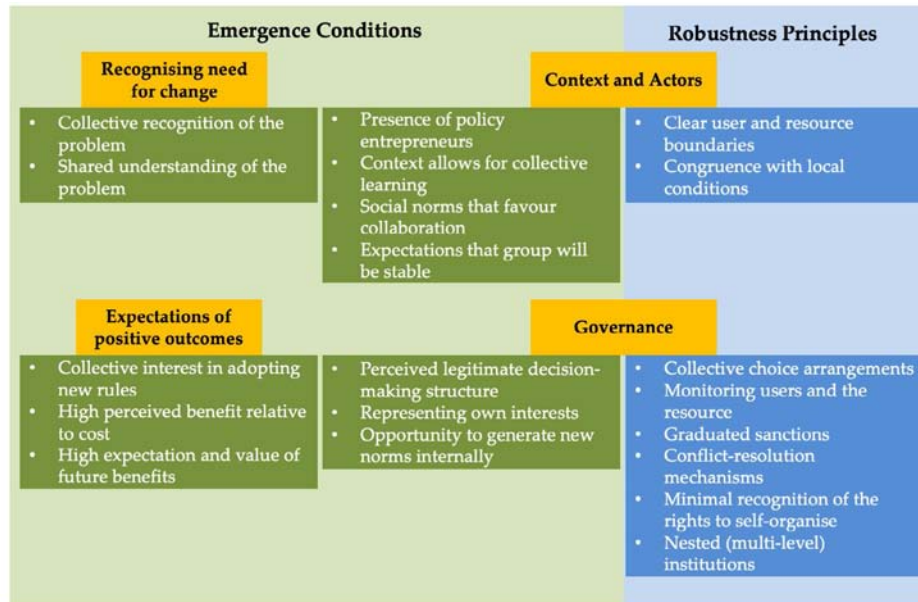 Emergence Conditions
Robustness Principles
Recognising need
for change
• Collective recognition of the
problem
• Shared understanding of the
problem
Context and Actors
• Presence of policy
entrepreneurs
• Context allows for collective
learning
• Social norms that favour
collaboration
• Expectations that group will
be stable
• Clear user and resource
boundaries
• Congruence with local
conditions
Expectations of
positive outcomes
• Collective interest in adopting
new rules
• High perceived benefit relative
to cost
• High expectation and value of
future benefits
Governance
• Perceived legitimate decision-
making structure
• Representing own interests
• Opportunity to generate new
norms internally
• Collective choice arrangements
• Monitoring users and the
resource
• Graduated sanctions
• Conflict-resolution
mechanisms
• Minimal recognition of the
rights to self-organise
• Nested (multi-level)
institutions